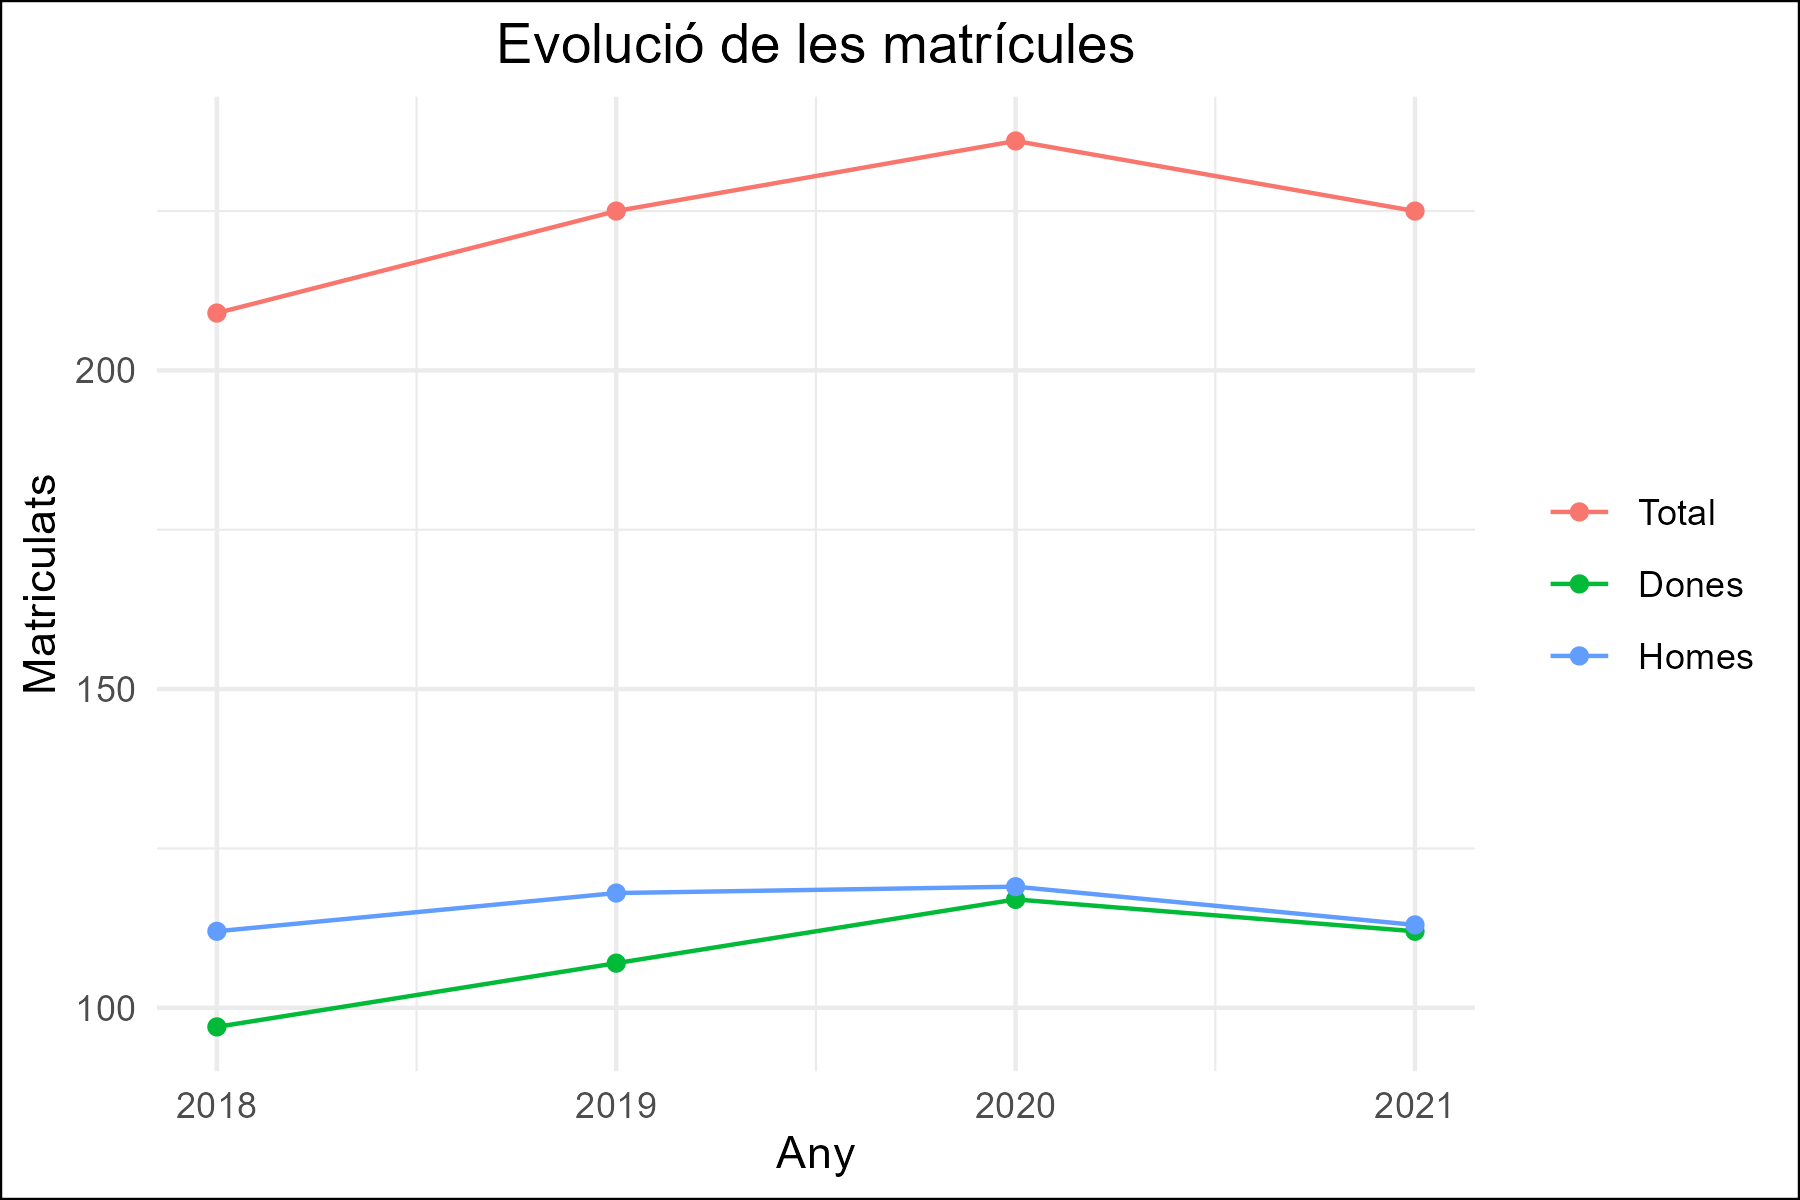 Evolució de les matrícules
Matriculats
200
150
100
2018
2019
2020
2021
Any
Total
Dones
Homes